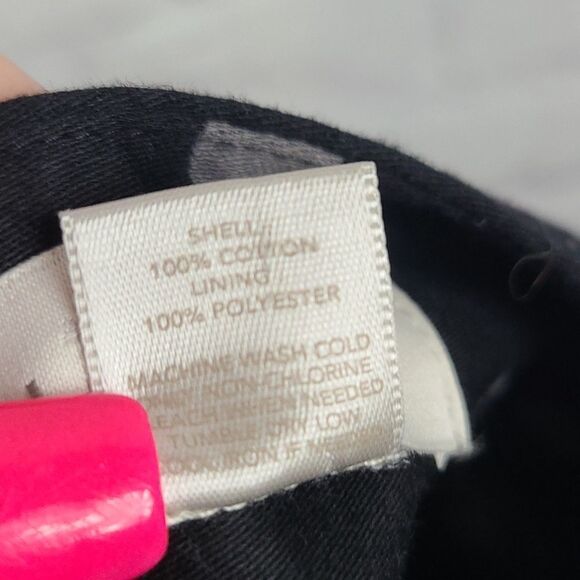 SHELL
100% COTTON
LINING
100% POLYESTER
MACHINE WASH COLD
NON-CHLORINE
WHEN NEEDED
TUMBLE DRY LOW
IRON IF